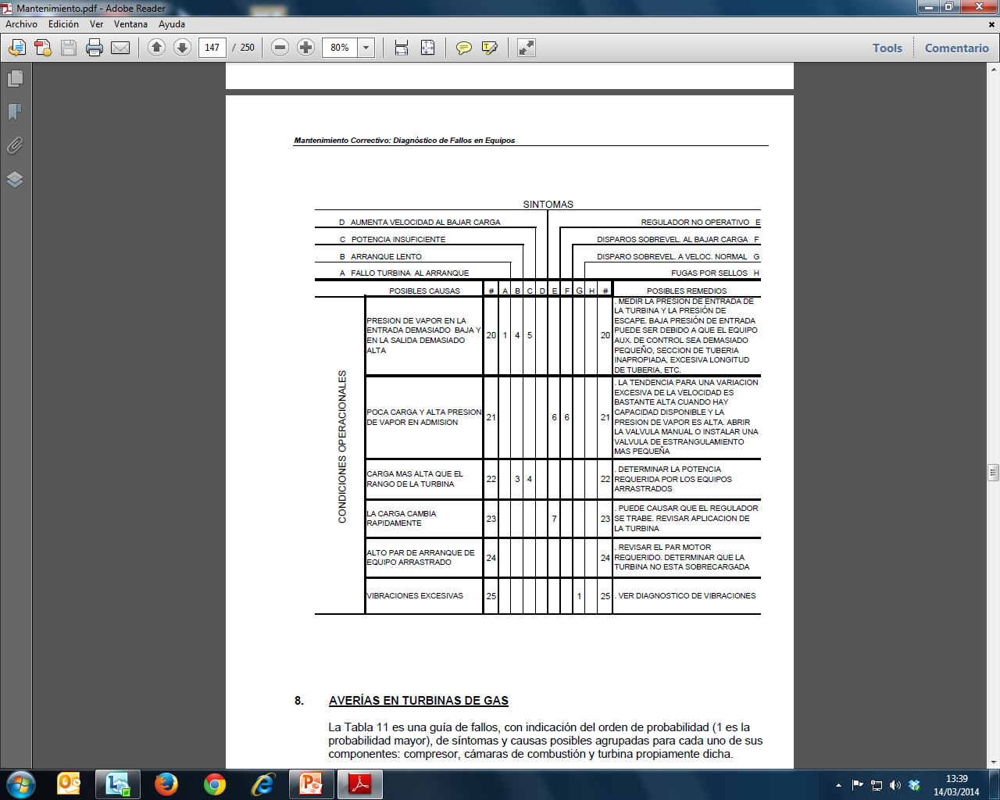 Mantenimiento.pdf - Adobe Reader
Archivo Edición Ver Ventana Ayuda
147 / 250 80% Tools Comentario
Mantenimiento Correctivo: Diagnóstico de Fallos en Equipos
SINTOMAS
D AUMENTA VELOCIDAD AL BAJAR CARGA REGULADOR NO OPERATIVO E
C POTENCIA INSUFICIENTE DISPAROS SOBREVEL. AL BAJAR CARGA F
B ARRANQUE LENTO DISPARO SOBREVEL. A VELOC. NORMAL G
A FALLO TURBINA AL ARRANQUE FUGAS POR SELLOS H
POSIBLES CAUSAS # A B C D E F G H # POSIBLES REMEDIOS
CONDICIONES OPERACIONALES
PRESION DE VAPOR EN LA
ENTRADA DEMASIADO BAJA Y
EN LA SALIDA DEMASIADO
ALTA
20 1 4 5 20
. MEDIR LA PRESION DE ENTRADA DE
LA TURBINA Y LA PRESIÓN DE
ESCAPE. BAJA PRESIÓN DE ENTRADA
PUEDE SER DEBIDO A QUE EL EQUIPO
AUX. DE CONTROL SEA DEMASIADO
PEQUEÑO, SECCION DE TUBERIA
INAPROPIADA, EXCESIVA LONGITUD
DE TUBERIA, ETC.
POCA CARGA Y ALTA PRESION
DE VAPOR EN ADMISION
21 6 6 21
. LA TENDENCIA PARA UNA VARIACION
EXCESIVA DE LA VELOCIDAD ES
BASTANTE ALTA CUANDO HAY
CAPACIDAD DISPONIBLE Y LA
PRESION DE VAPOR ES ALTA. ABRIR
LA VALVULA MANUAL O INSTALAR UNA
VALVULA DE ESTRANGULAMIENTO
MAS PEQUEÑA
CARGA MAS ALTA QUE EL
RANGO DE LA TURBINA
22 3 4 22
. DETERMINAR LA POTENCIA
REQUERIDA POR LOS EQUIPOS
ARRASTRADOS
LA CARGA CAMBIA
RAPIDAMENTE
23 7 23
. PUEDE CAUSAR QUE EL REGULADOR
SE TRABE. REVISAR APLICACION DE
LA TURBINA
ALTO PAR DE ARRANQUE DE
EQUIPO ARRASTRADO
24 24
. REVISAR EL PAR MOTOR
REQUERIDO. DETERMINAR QUE LA
TURBINA NO ESTA SOBRECARGADA
VIBRACIONES EXCESIVAS
25 1 25
. VER DIAGNOSTICO DE VIBRACIONES
8. AVERÍAS EN TURBINAS DE GAS
La Tabla 11 es una guía de fallos, con indicación del orden de probabilidad (1 es la
probabilidad mayor), de síntomas y causas posibles agrupadas para cada uno de sus
componentes: compresor, cámaras de combustión y turbina propiamente dicha.
13:39
14/03/2014